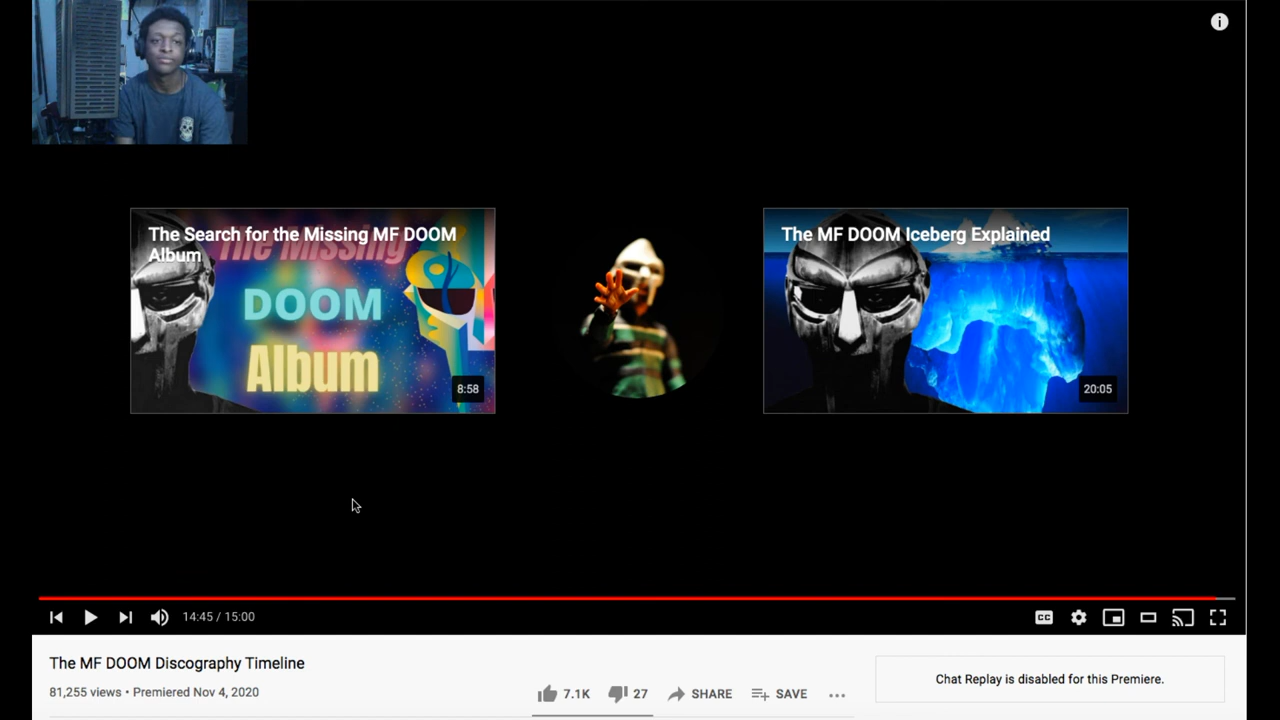 The Search for the Missing MF DOOM
Album
The Missing
DOOM
Album
8:58
The MF DOOM Iceberg Explained
20:05
14:45 / 15:00
CC
The MF DOOM Discography Timeline
81,255 views • Premiered Nov 4, 2020
7.1K
27
SHARE
SAVE
Chat Replay is disabled for this Premiere.